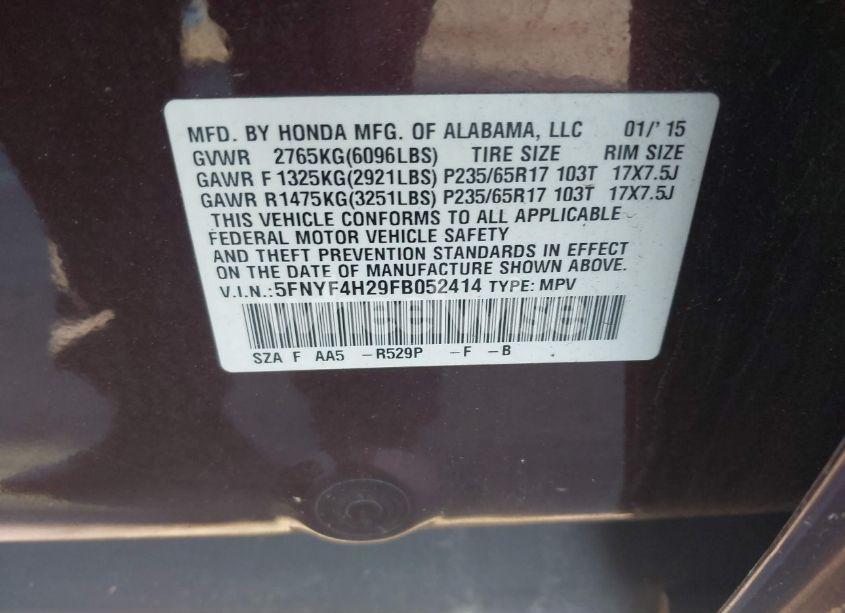 MFD. BY HONDA MFG. OF ALABAMA, LLC 01/' 15
GVWR 2765KG(6096LBS) TIRE SIZE RIM SIZE
GAWR F1325KG(2921LBS) P235/65R17 103T 17X7.5J
GAWR R1475KG(3251LBS) P235/65R17 103T 17X7.5J
THIS VEHICLE CONFORMS TO ALL APPLICABLE
FEDERAL MOTOR VEHICLE SAFETY
AND THEFT PREVENTION STANDARDS IN EFFECT
ON THE DATE OF MANUFACTURE SHOWN ABOVE.
V.I.N.:5FNYF4H29FB052414 TYPE: MPV
SZA F AA5 -R529P -F -B